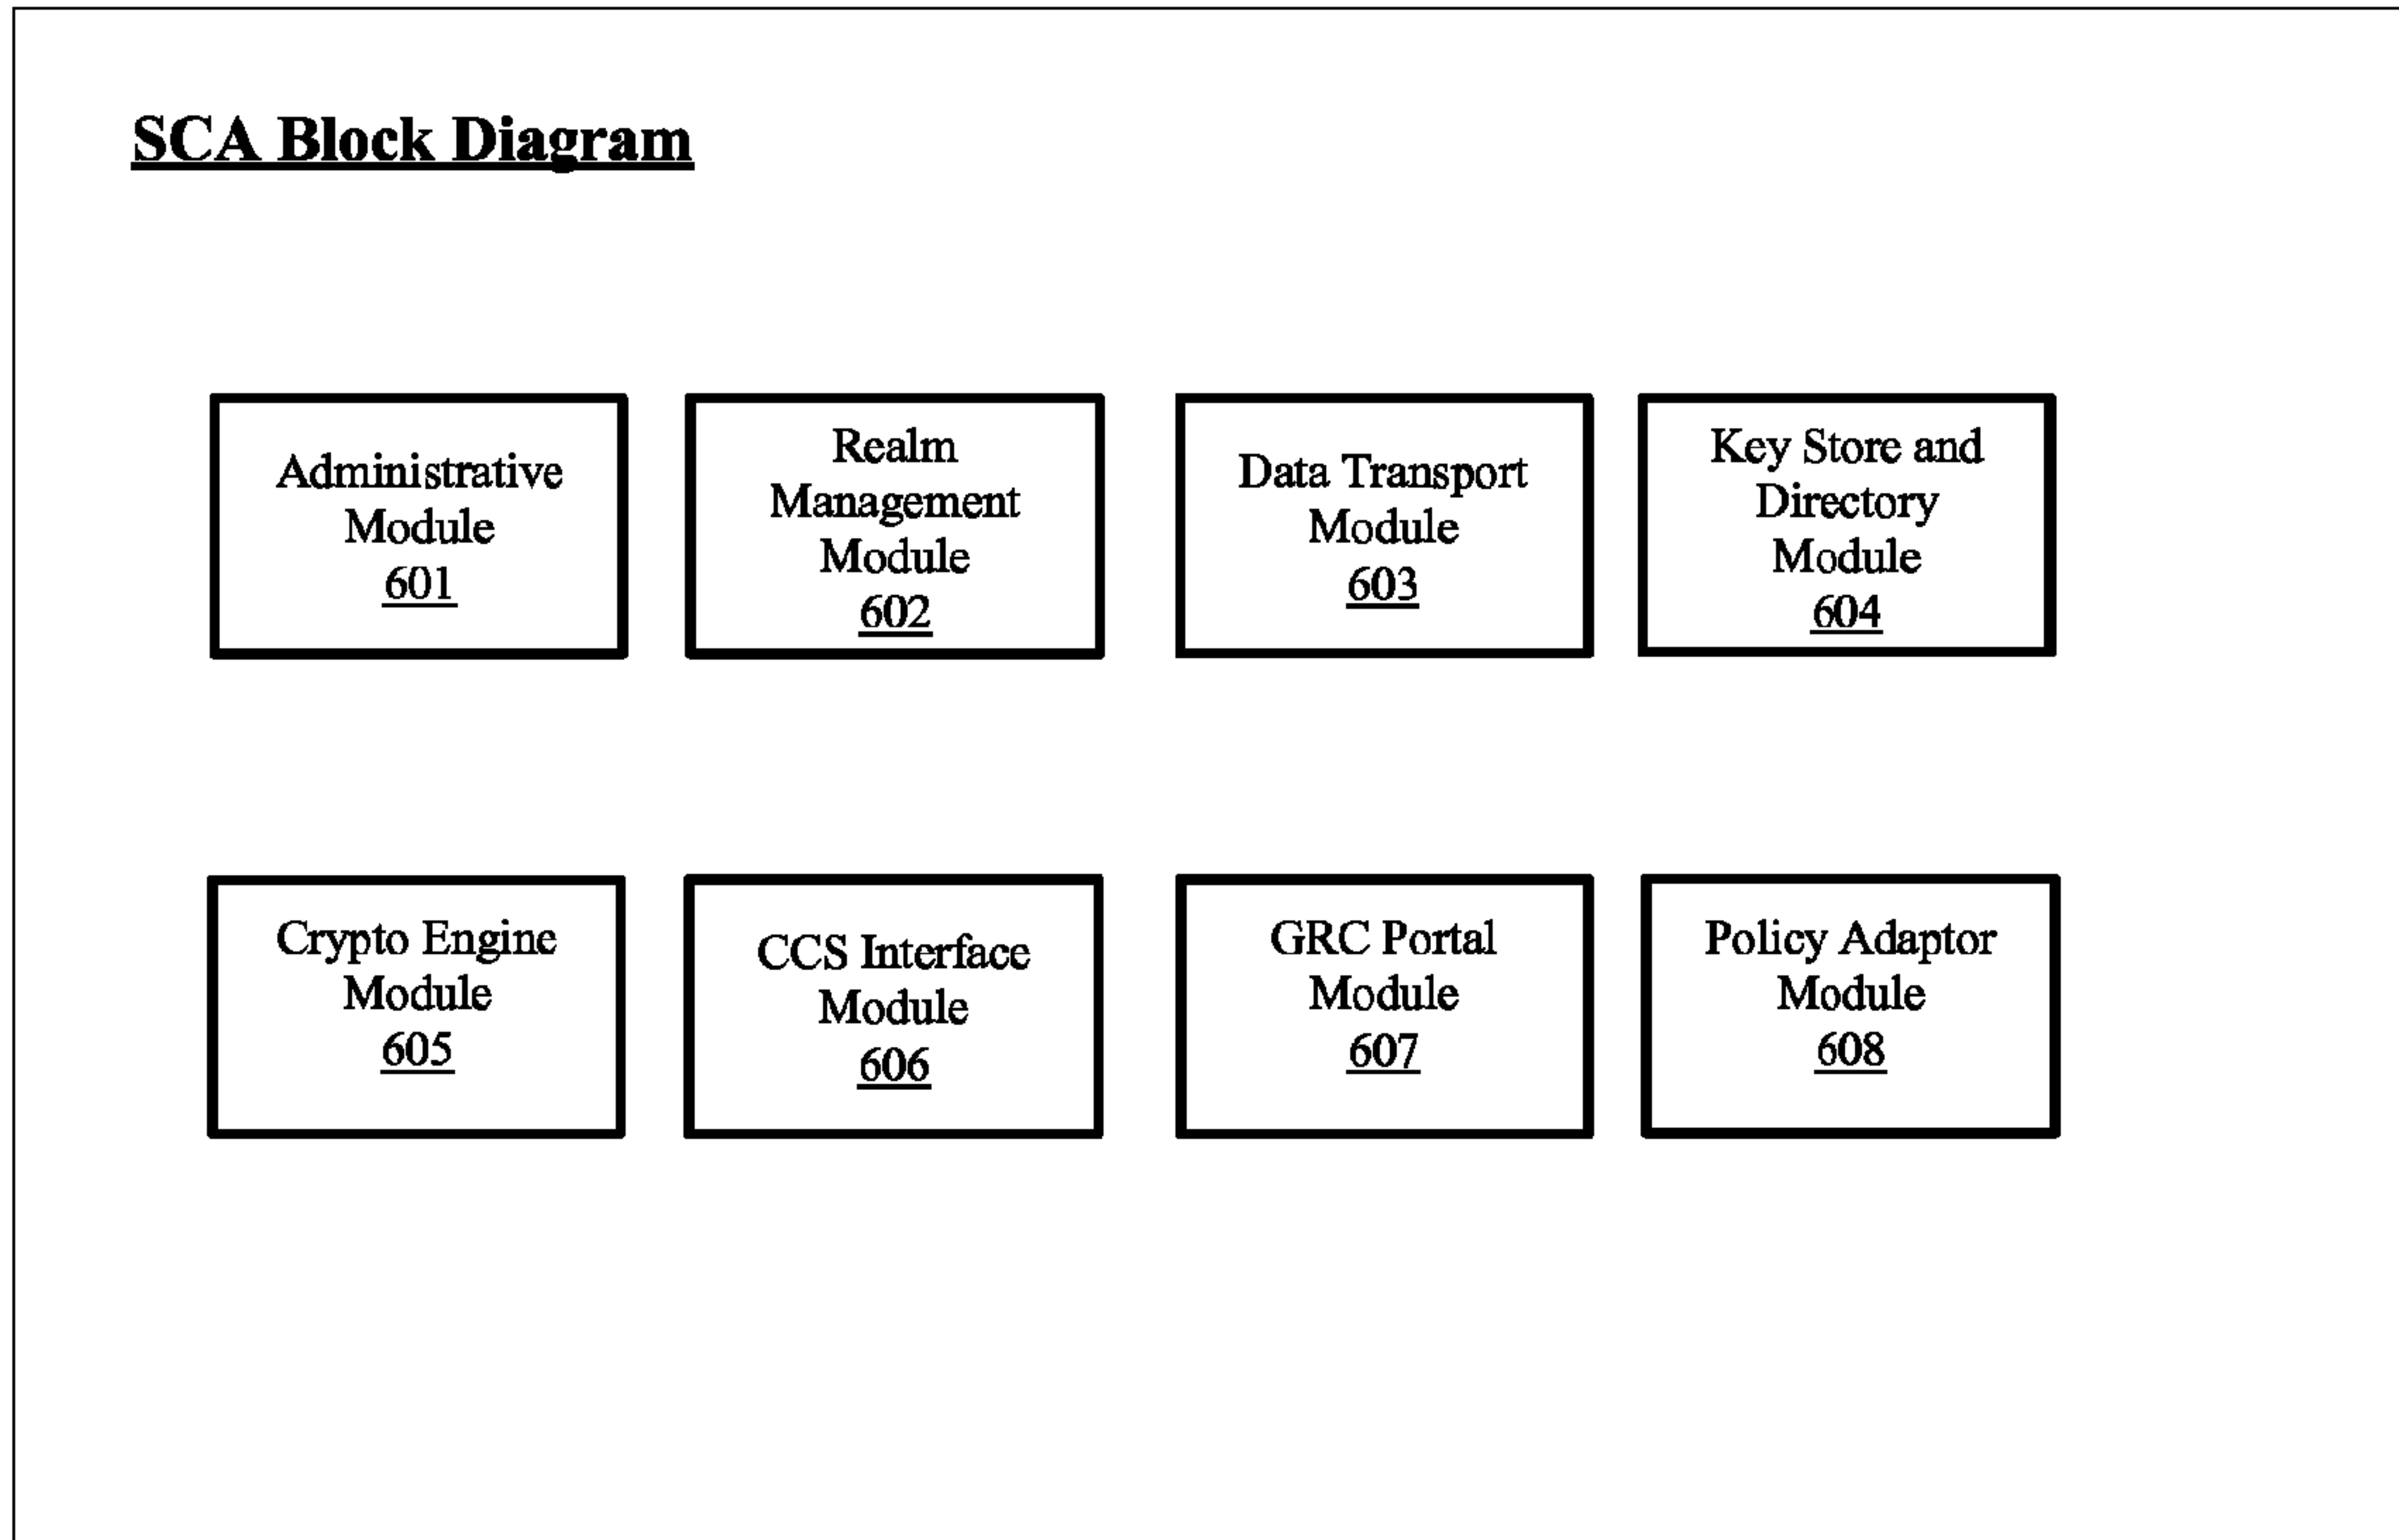 SCA Block Diagram
Administrative
Module
601
Realm
Management
Module
602
Data Transport
Module
603
Key Store and
Directory
Module
604
Crypto Engine
Module
605
CCS Interface
Module
606
GRC Portal
Module
607
Policy Adaptor
Module
608